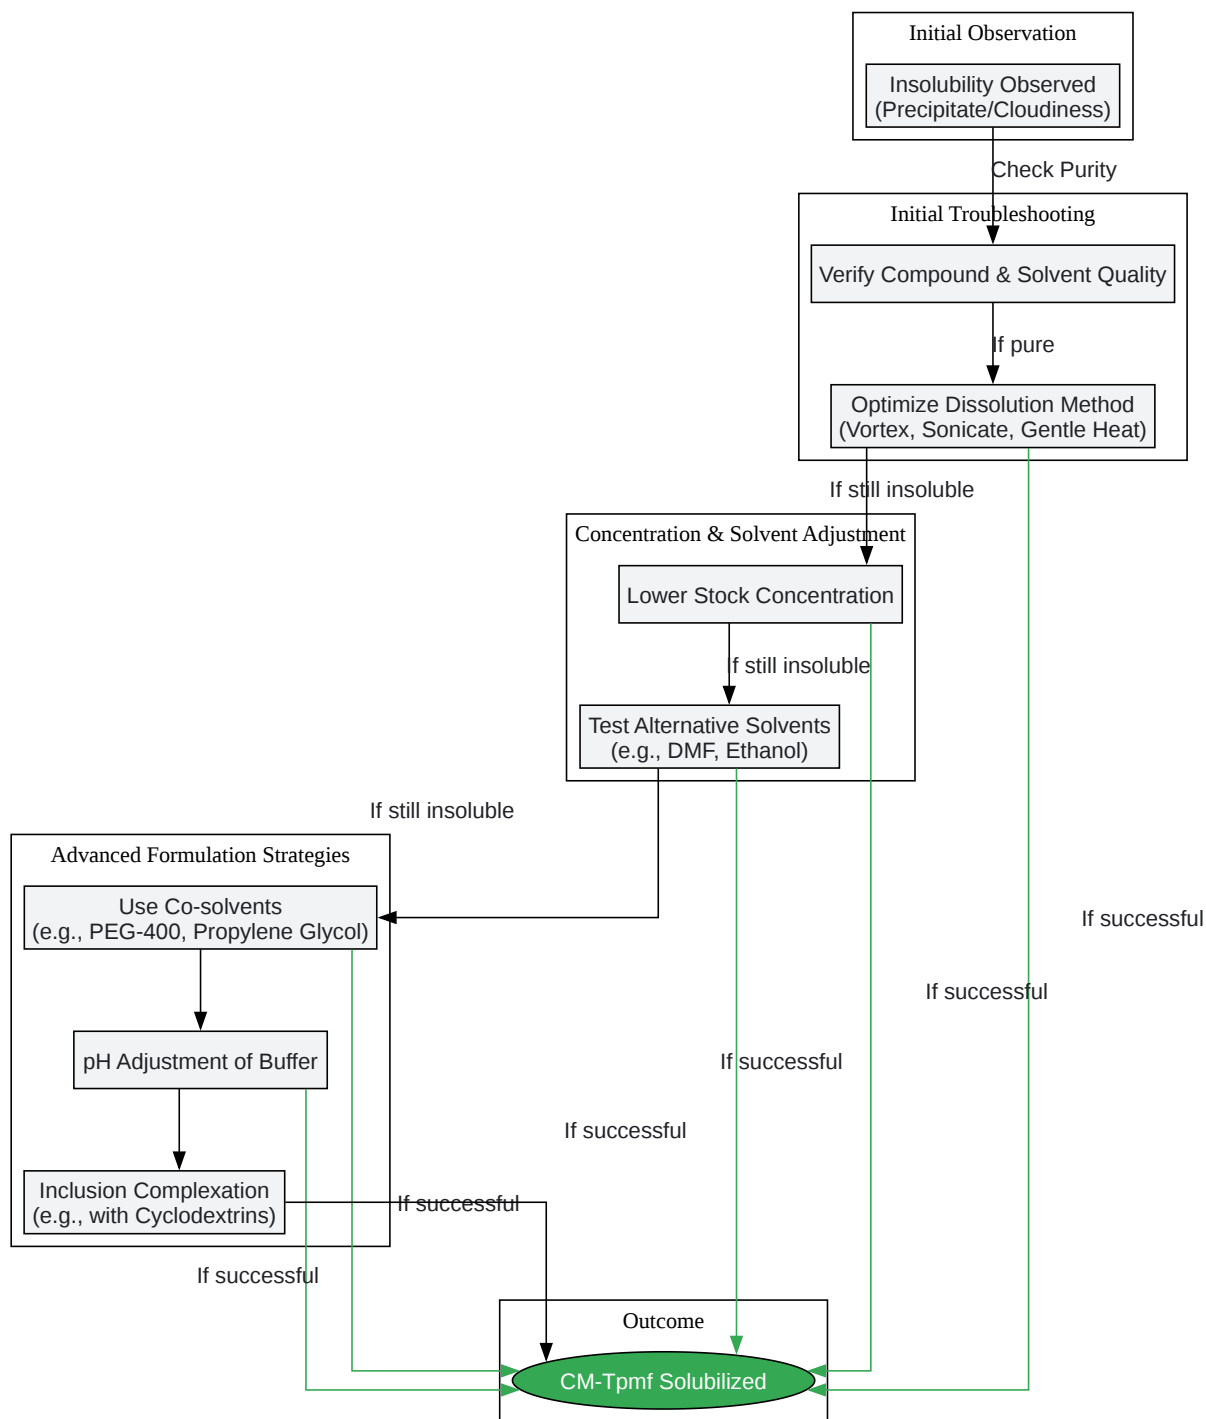 Initial Observation
Insolubility Observed
(Precipitate/Cloudiness)
Check Purity
Initial Troubleshooting
Verify Compound & Solvent Quality
If pure
Optimize Dissolution Method
(Vortex, Sonicate, Gentle Heat)
If still insoluble
Concentration & Solvent Adjustment
Lower Stock Concentration
If still insoluble
Test Alternative Solvents
(e.g., DMF, Ethanol)
If still insoluble
Advanced Formulation Strategies
Use Co-solvents
(e.g., PEG-400, Propylene Glycol)
If successful
If successful
pH Adjustment of Buffer
If successful
If successful
Inclusion Complexation
(e.g., with Cyclodextrins)
If successful
If successful
Outcome
CM-Tpmf Solubilized